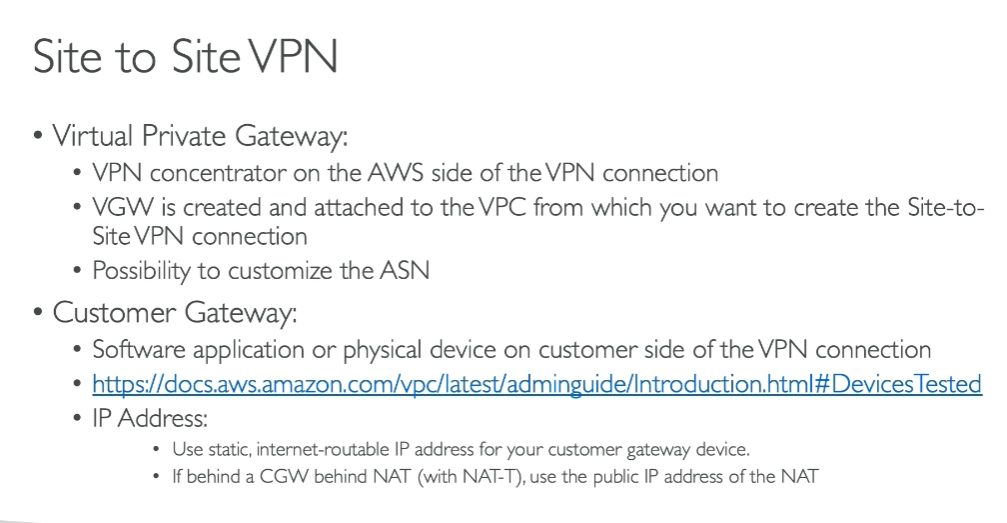 Site to Site VPN
• Virtual Private Gateway:
• VPN concentrator on the AWS side of the VPN connection
• VGW is created and attached to the VPC from which you want to create the Site-to-
Site VPN connection
• Possibility to customize the ASN
• Customer Gateway:
• Software application or physical device on customer side of the VPN connection
• https://docs.aws.amazon.com/vpc/latest/adminguide/Introduction.html#DevicesTested
• IP Address:
• Use static, internet-routable IP address for your customer gateway device.
• If behind a CGW behind NAT (with NAT-T), use the public IP address of the NAT